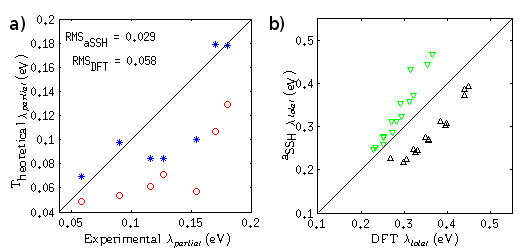 a)
RMS_aSSH = 0.029
RMS_DFT = 0.058
Theoretical λ_partial (eV)
0.2
0.18
0.16
0.14
0.12
0.1
0.08
0.06
0.04
0.05 0.1 0.15 0.2
Experimental λ_partial (eV)
b)
aSSH λ_total (eV)
0.5
0.4
0.3
0.2
0.1
0.1 0.2 0.3 0.4 0.5
DFT λ_total (eV)